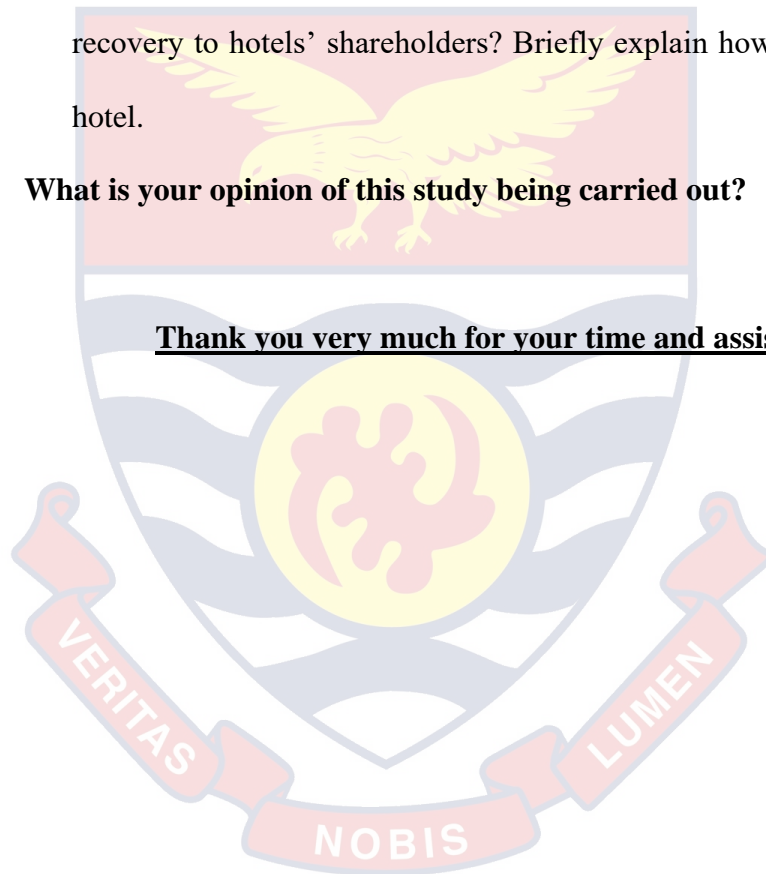 recovery to hotels’ shareholders? Briefly explain how
hotel.
What is your opinion of this study being carried out?
Thank you very much for your time and
VERITAS
NOBIS
LUMEN